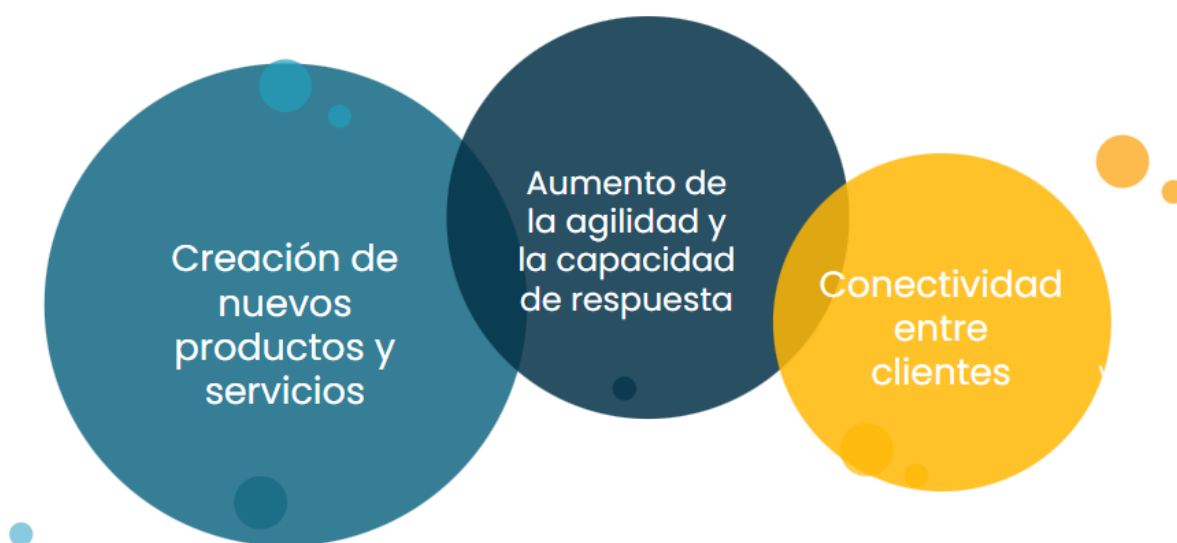 Creación de
nuevos
productos y
servicios
Aumento de
la agilidad y
la capacidad
de respuesta
Conectividad
entre
clientes